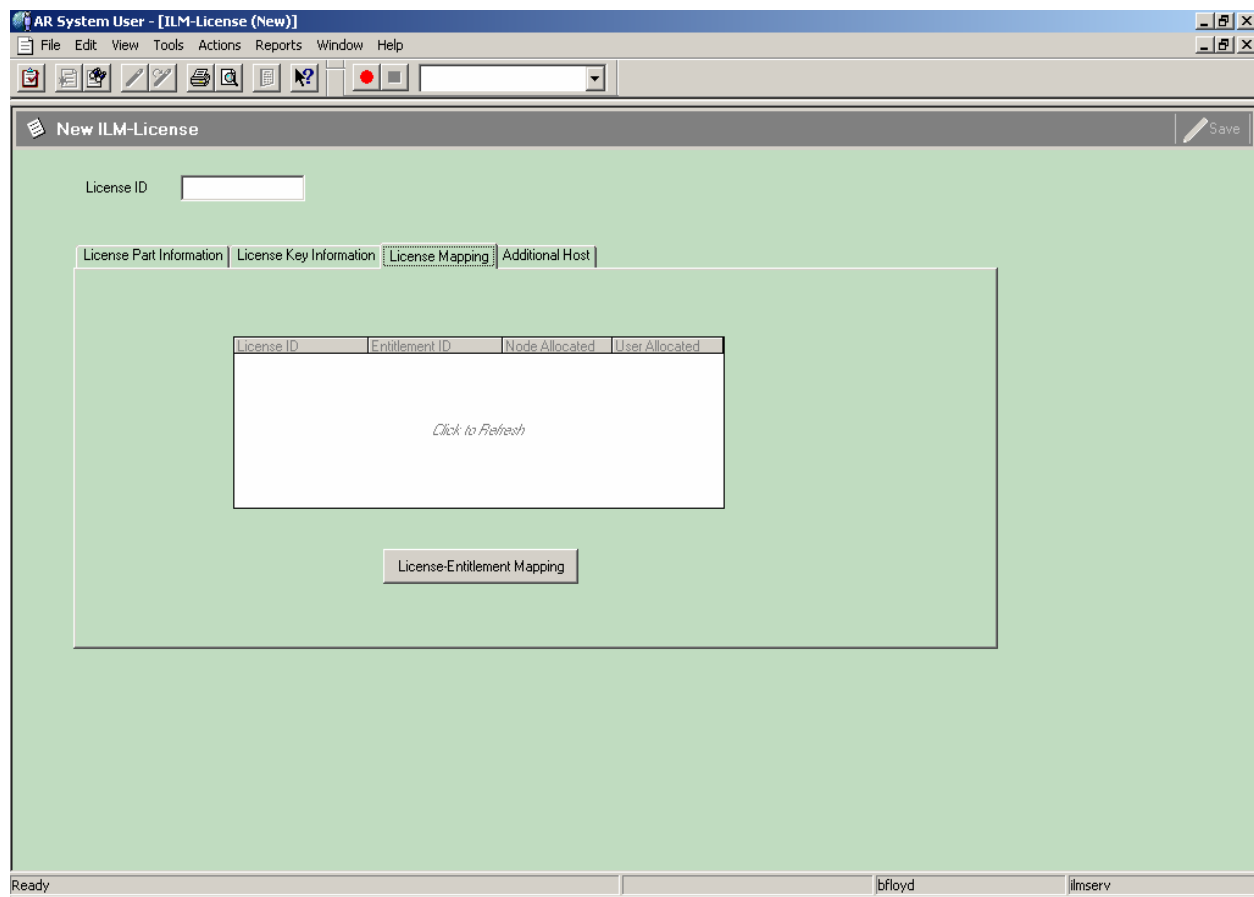 AR System User - [ILM-License (New)]
File Edit View Tools Actions Reports Window Help
New ILM-License
Save
License ID
License Part Information License Key Information License Mapping Additional Host
License ID Entitlement ID Node Allocated User Allocated
Click to Refresh
License-Entitlement Mapping
Ready bfloyd ilmserv